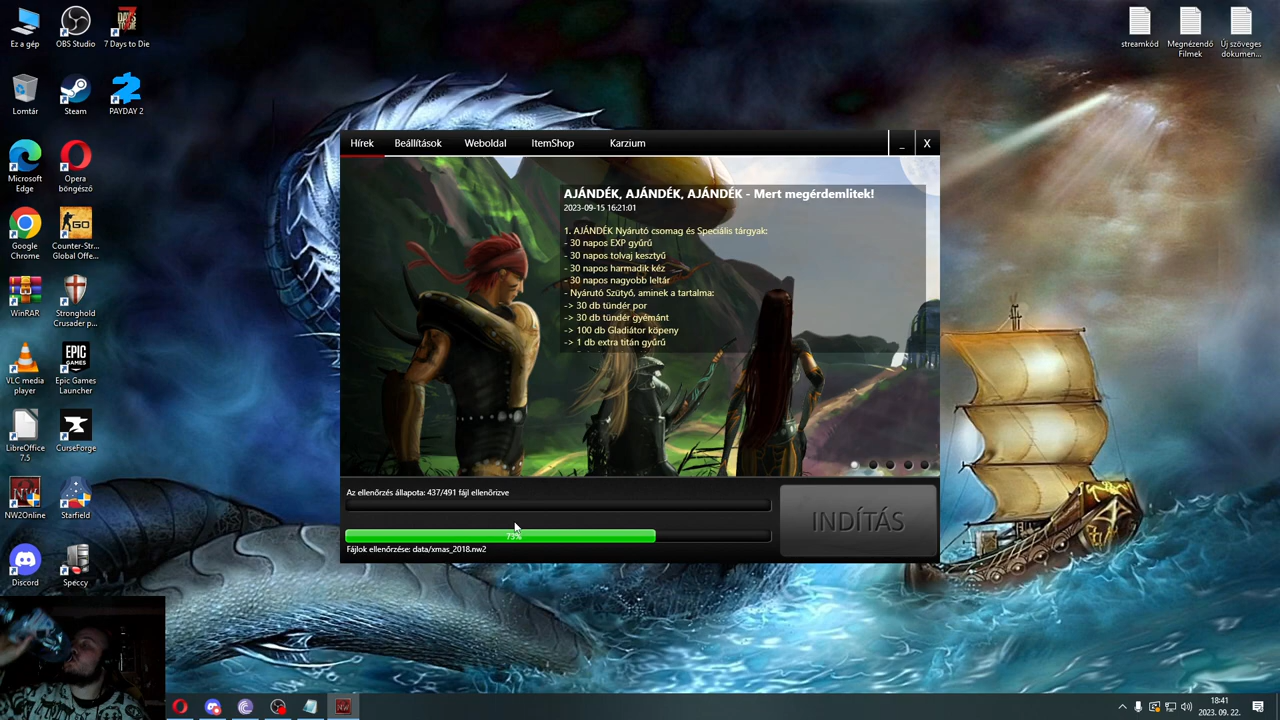 Ez a gép
OBS Studio
7 Days to Die
streamkód
Megnézendő
Filmek
Új szöveges
dokumen...
Lomtár
Steam
PAYDAY 2
Microsoft
Edge
Opera
böngésző
Google
Chrome
Counter-Str...
Global Offe...
WinRAR
Stronghold
Crusader p...
VLC media
player
Epic Games
Launcher
LibreOffice
7.5
CurseForge
NW2Online
Starfield
Discord
Speccy
Hírek
Beállítások
Weboldal
ItemShop
Karzium
_
X
AJÁNDÉK, AJÁNDÉK, AJÁNDÉK - Mert megérdemlitek!
2023-09-15 16:21:01
1. AJÁNDÉK Nyárutó csomag és Speciális tárgyak:
- 30 napos EXP gyűrű
- 30 napos tolvaj kesztyű
- 30 napos harmadik kéz
- 30 napos nagyobb leltár
- Nyárutó Szütyő, aminek a tartalma:
-> 30 db tündér por
-> 30 db tündér gyémánt
-> 100 db Gladiátor köpeny
-> 1 db extra titán gyűrű
Az ellenőrzés állapota: 437/491 fájl ellenőrizve
73%
Fájlok ellenőrzése: data/xmas_2018.nw2
INDÍTÁS
18:41
2023. 09. 22.